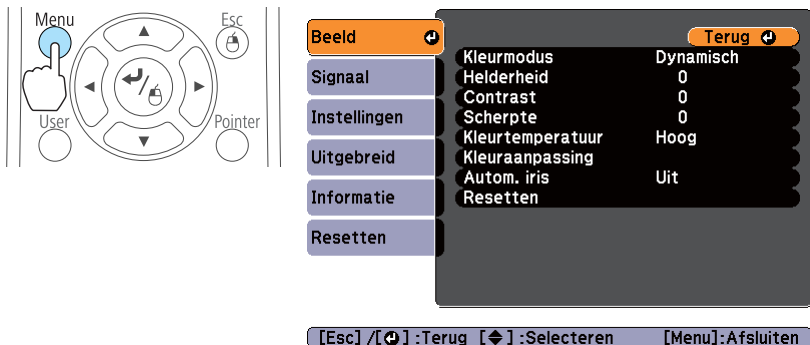 Menu
Esc
User
Pointer
Beeld
Signaal
Instellingen
Uitgebreid
Informatie
Resetten
Terug
Kleurmodus Dynamisch
Helderheid 0
Contrast 0
Scherpte 0
Kleurtemperatuur Hoog
Kleuraanpassing
Autom. iris Uit
Resetten
[Esc] /[⏎] :Terug [◆] :Selecteren [Menu]:Afsluiten